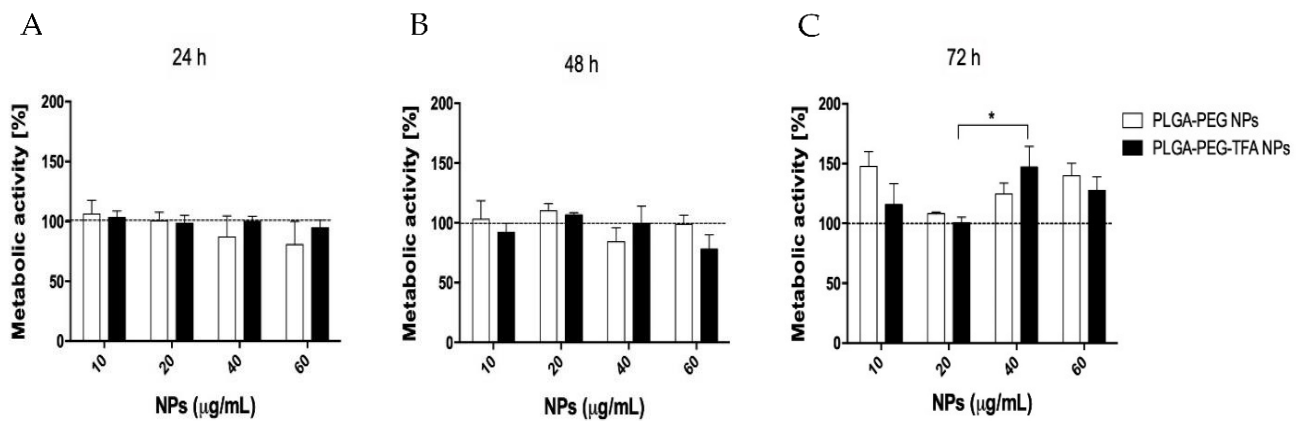 A
24 h
Metabolic activity [%]
200
150
100
50
0
10
20
40
60
NPs (μg/mL)
B
48 h
Metabolic activity [%]
200
150
100
50
0
10
20
40
60
NPs (μg/mL)
C
72 h
Metabolic activity [%]
200
150
100
50
0
*
10
20
40
60
NPs (μg/mL)
PLGA-PEG NPs
PLGA-PEG-TFA NPs